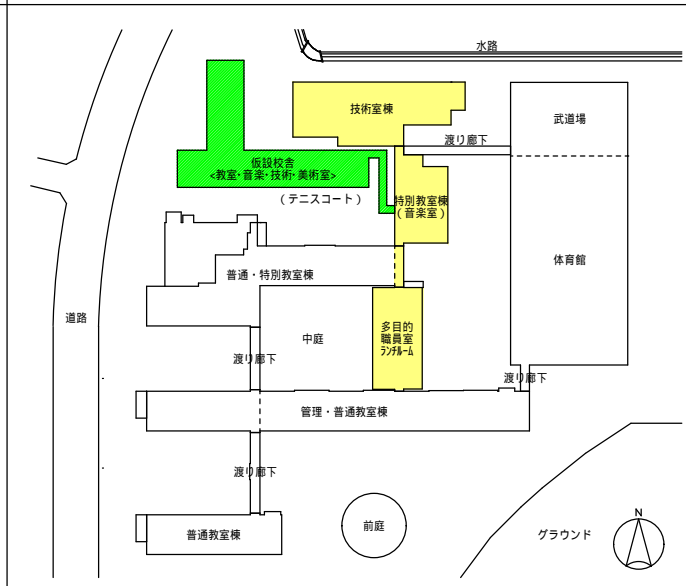 水路
技術室棟
武道場
渡り廊下
仮設校舎
<教室・音楽・技術・美術室>
(テニスコート)
特別教室棟
(音楽室)
体育館
普通・特別教室棟
道路
中庭
多目的
職員室
ランチルーム
渡り廊下
渡り廊下
管理・普通教室棟
渡り廊下
普通教室棟
前庭
グラウンド
N